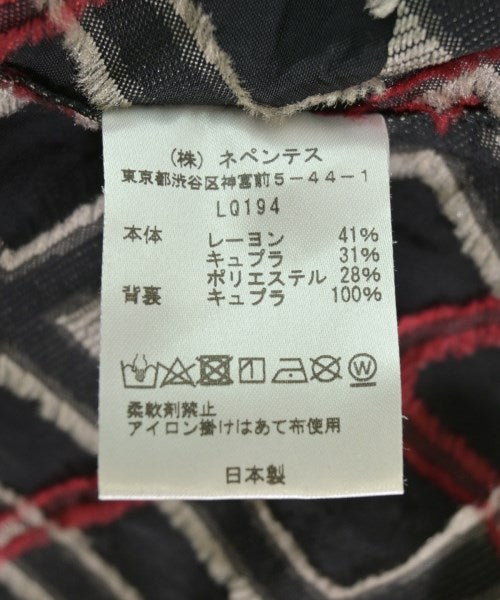 (株) ネペンテス
東京都渋谷区神宮前5-44-1
LQ194
本体 レーヨン 41%
キュプラ 31%
ポリエステル 28%
背裏 キュプラ 100%
W
柔軟剤禁止
アイロン掛けはあて布使用
日本製